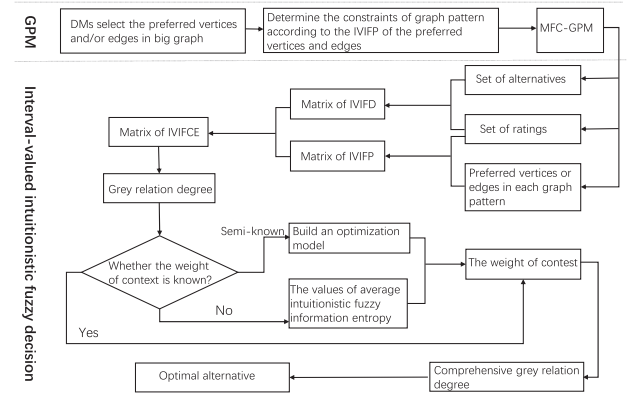 GPM
DMs select the preferred vertices
and/or edges in big graph
Determine the constraints of graph pattern
according to the IVIFP of the preferred
vertices and edges
MFC-GPM
Interval-valued intuitionistic fuzzy decision
Set of alternatives
Matrix of IVIFD
Set of ratings
Matrix of IVIFCE
Matrix of IVIFP
Preferred vertices or
edges in each graph
pattern
Grey relation degree
Semi-known
Build an optimization
model
Whether the weight
of context is known?
The weight of contest
The values of average
intuitionistic fuzzy
information entropy
No
Yes
Optimal alternative
Comprehensive grey relation
degree